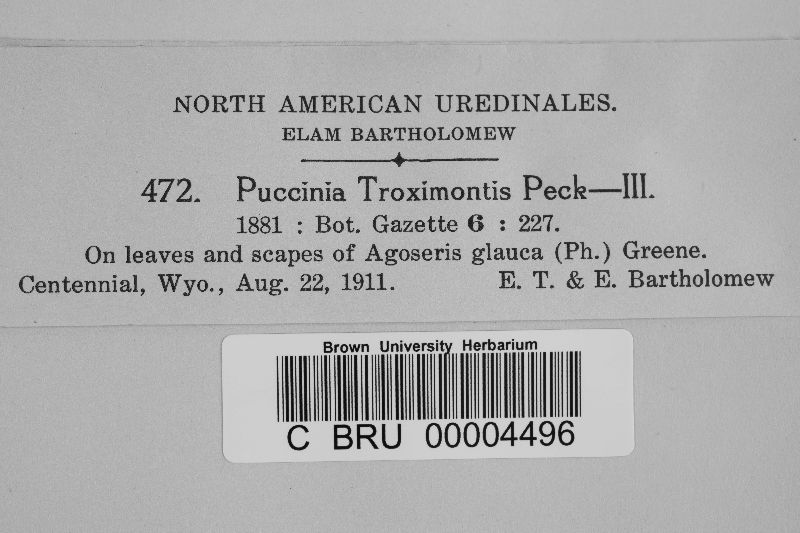 NORTH AMERICAN UREDINALES.
ELAM BARTHOLOMEW
472. Puccinia Troximontis Peck—III.
1881 : Bot. Gazette 6 : 227.
On leaves and scapes of Agoseris glauca (Ph.) Greene.
Centennial, Wyo., Aug. 22, 1911. E. T. & E. Bartholomew
Brown University Herbarium
C BRU 00004496